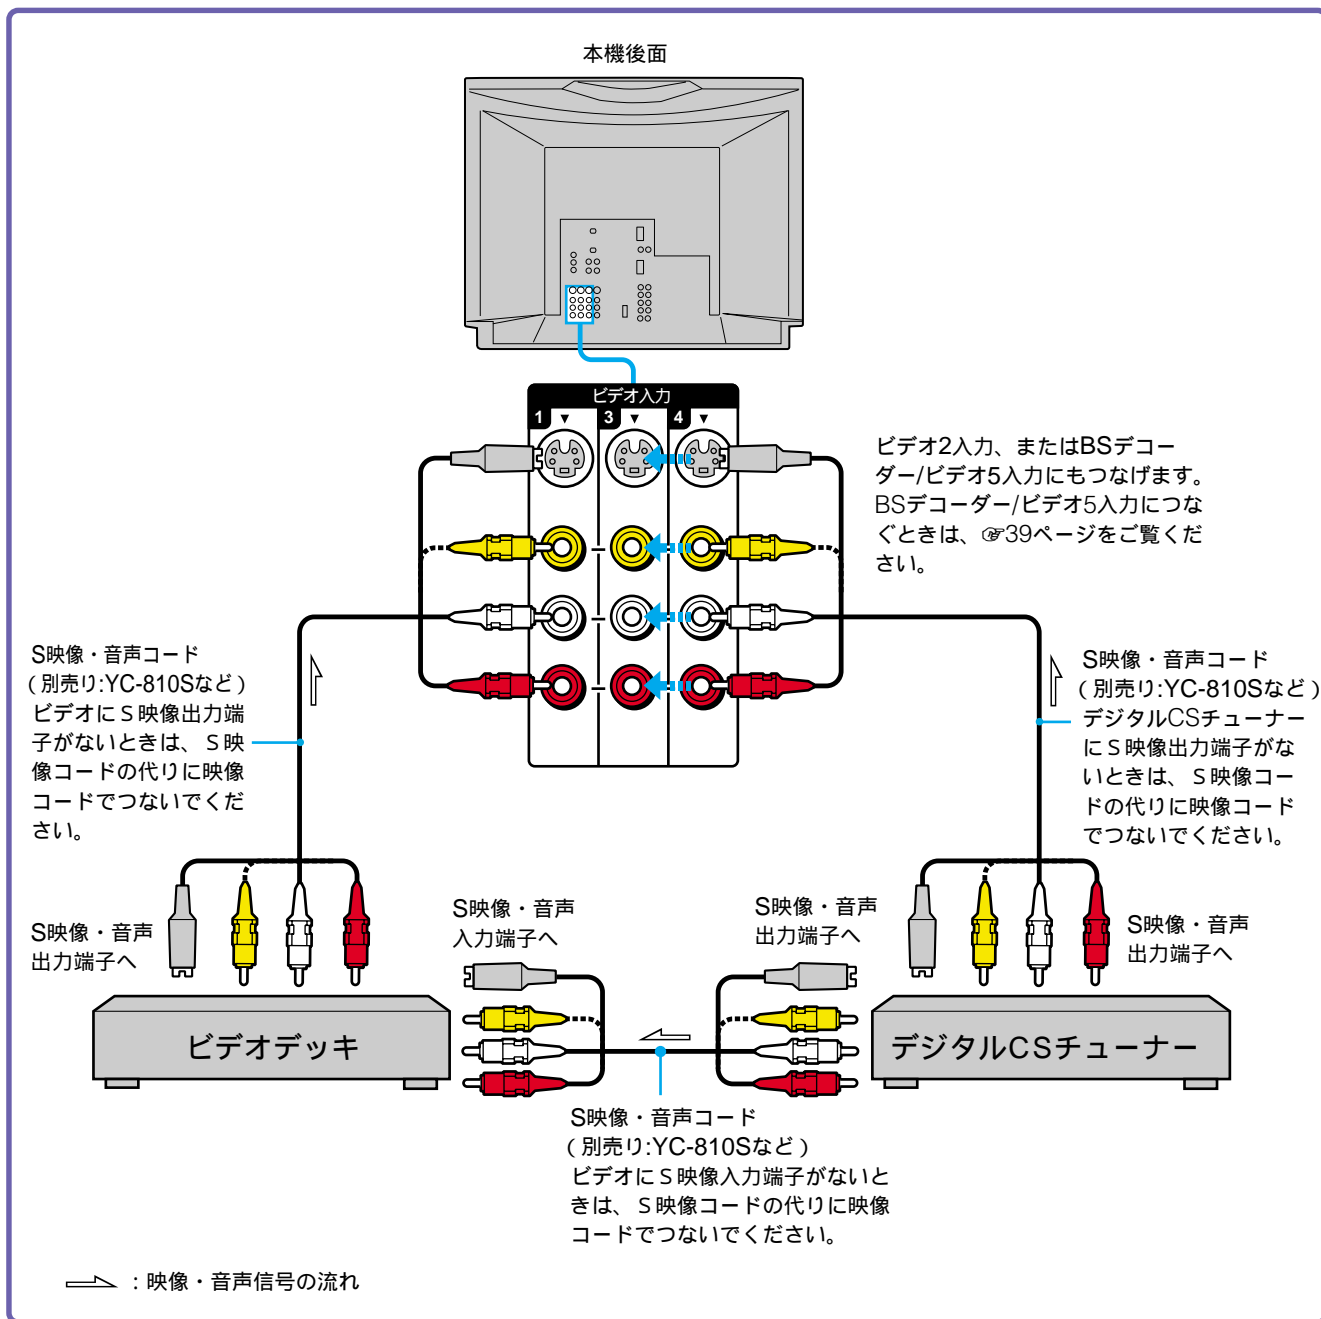 本機後面
ビデオ入力
1 ▼ 3 ▼ 4 ▼
ビデオ2入力、またはBSデコー
ダー/ビデオ5入力にもつなげます。
BSデコーダー/ビデオ5入力につな
ぐときは、☞39ページをご覧くだ
さい。
S映像・音声コード
(別売り:YC-810Sなど)
ビデオにS映像出力端
子がないときは、S映
像コードの代りに映像
コードでつないでくだ
さい。
S映像・音声コード
(別売り:YC-810Sなど)
デジタルCSチューナー
にS映像出力端子がな
いときは、S映像コー
ドの代りに映像コード
でつないでください。
S映像・音声
出力端子へ
S映像・音声
入力端子へ
S映像・音声
出力端子へ
S映像・音声
出力端子へ
ビデオデッキ
デジタルCSチューナー
S映像・音声コード
(別売り:YC-810Sなど)
ビデオにS映像入力端子がないと
きは、S映像コードの代りに映像
コードでつないでください。
:映像・音声信号の流れ